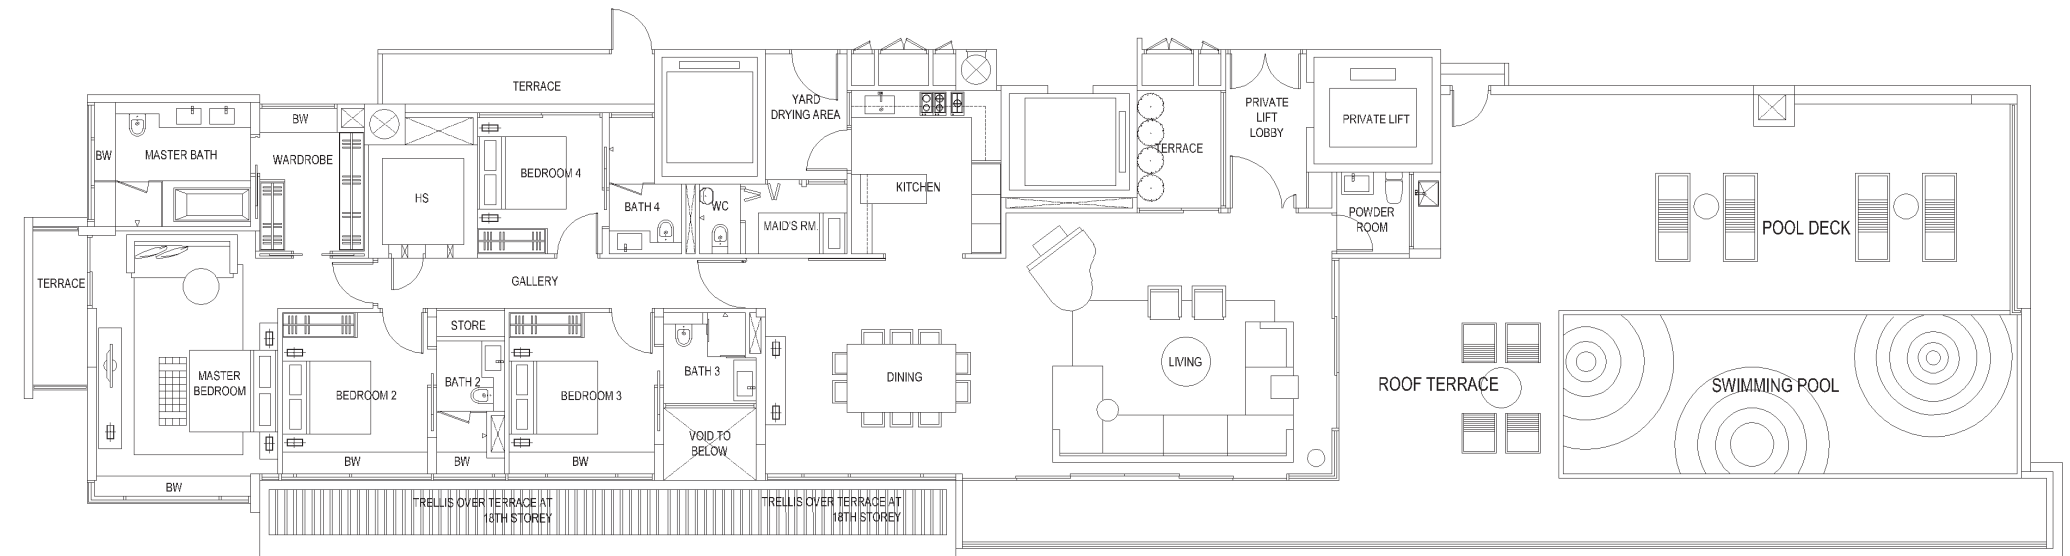 TERRACE
YARD
DRYING AREA
PRIVATE
LIFT
LOBBY
PRIVATE LIFT
BW
MASTER BATH
BW
WARDROBE
BEDROOM 4
TERRACE
KITCHEN
HS
BATH 4
WC
MAID'S RM.
POWDER
ROOM
POOL DECK
TERRACE
GALLERY
STORE
MASTER
BEDROOM
BEDROOM 2
BATH 2
BEDROOM 3
BATH 3
DINING
LIVING
ROOF TERRACE
SWIMMING POOL
VOID TO
BELOW
BW
BW
BW
BW
TRELLIS OVER TERRACE AT
18TH STOREY
TRELLIS OVER TERRACE AT
18TH STOREY